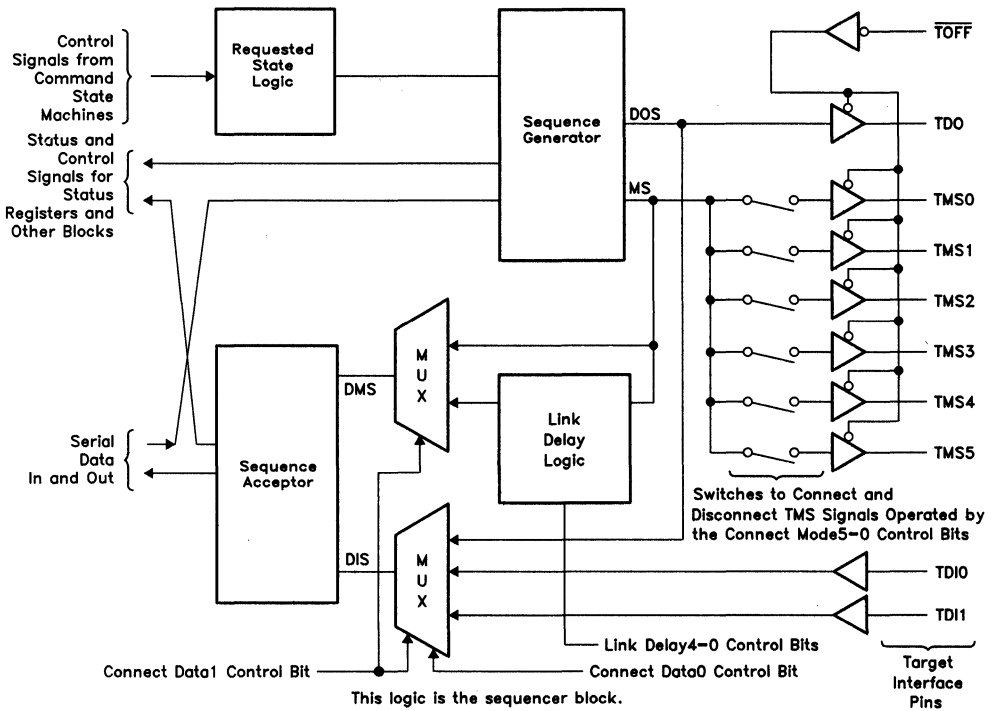 Control
Signals from
Command
State
Machines
Requested
State
Logic
Sequence
Generator
TOFF
DOS
TDO
Status and
Control
Signals for
Status
Registers and
Other Blocks
MS
TMS0
TMS1
TMS2
TMS3
TMS4
TMS5
MUX
DMS
Link
Delay
Logic
Serial
Data
In and Out
Sequence
Acceptor
Switches to Connect and
Disconnect TMS Signals Operated by
the Connect Mode5-0 Control Bits
DIS
MUX
TDI0
TDI1
Link Delay4-0 Control Bits
Connect Data1 Control Bit
Connect Data0 Control Bit
Target
Interface
Pins
This logic is the sequencer block.